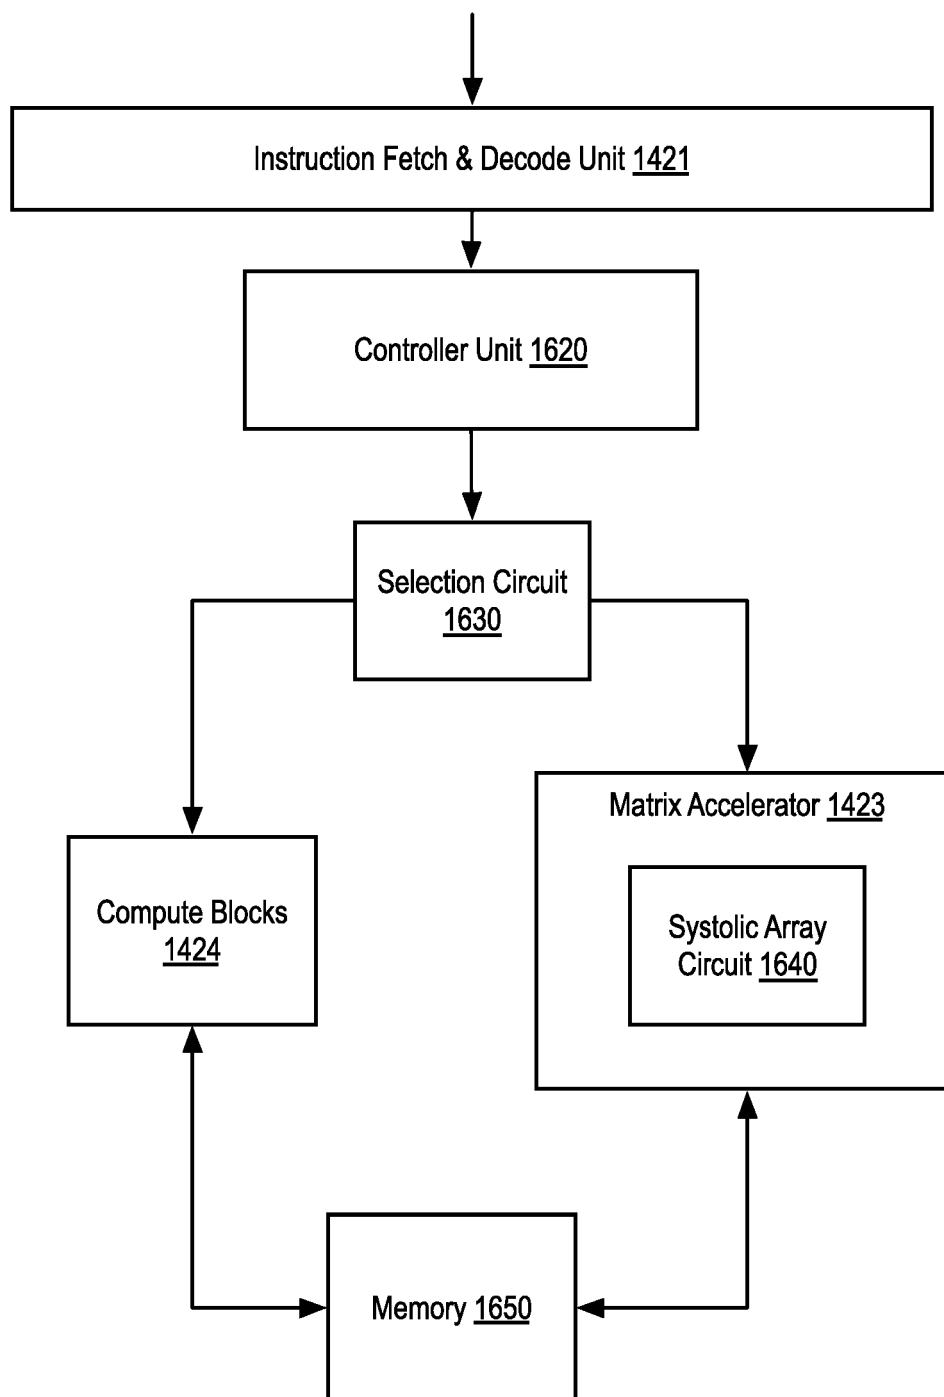 Instruction Fetch & Decode Unit 1421
Controller Unit 1620
Selection Circuit
1630
Matrix Accelerator 1423
Compute Blocks
1424
Systolic Array
Circuit 1640
Memory 1650